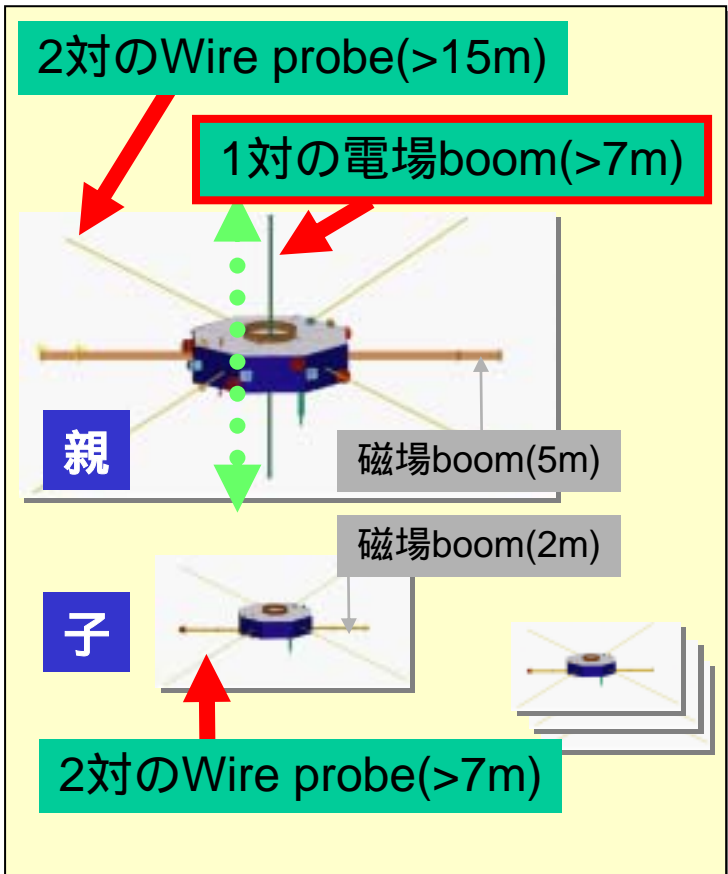 2対のWire probe(>15m)
1対の電場boom(>7m)
親
磁場boom(5m)
磁場boom(2m)
子
2対のWire probe(>7m)